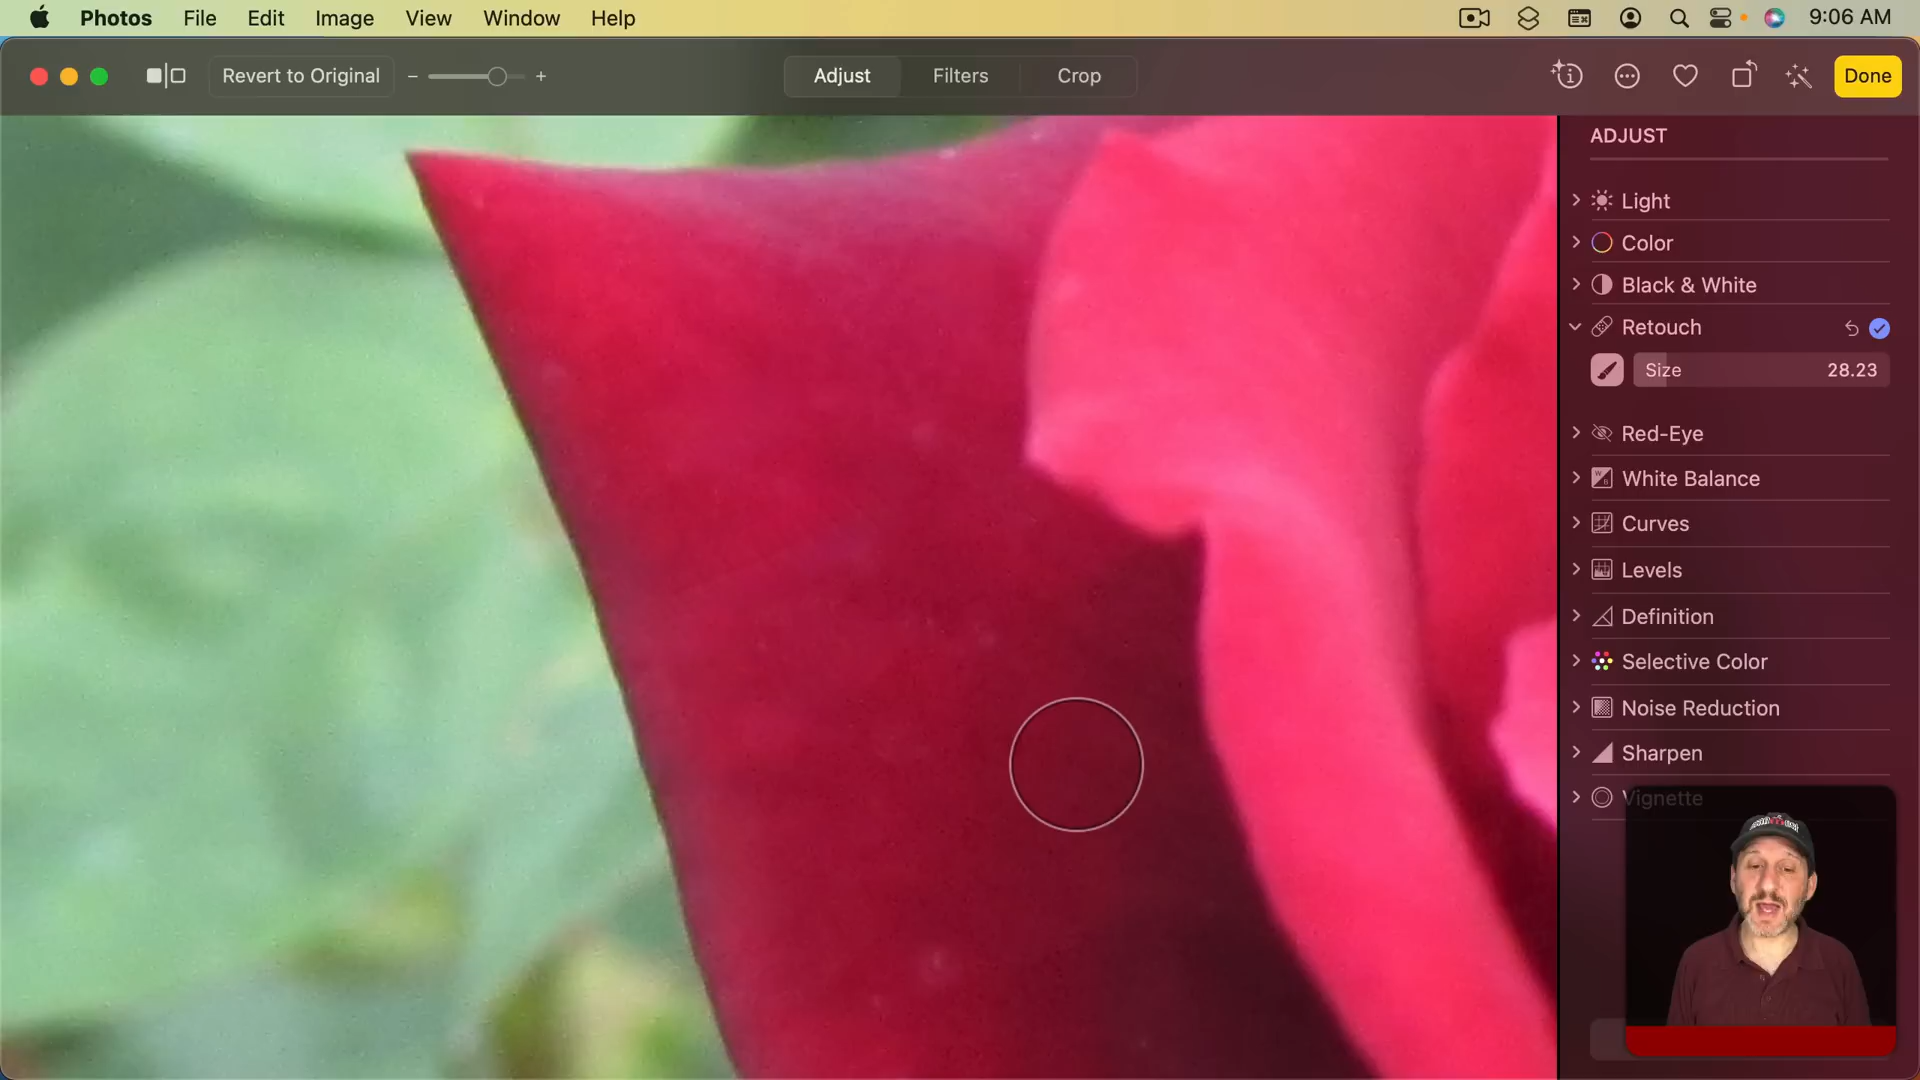 Photos File Edit Image View Window Help 9:06 AM
Revert to Original Adjust Filters Crop Done
ADJUST
Light
Color
Black & White
Retouch
Size 28.23
Red-Eye
White Balance
Curves
Levels
Definition
Selective Color
Noise Reduction
Sharpen
Vignette